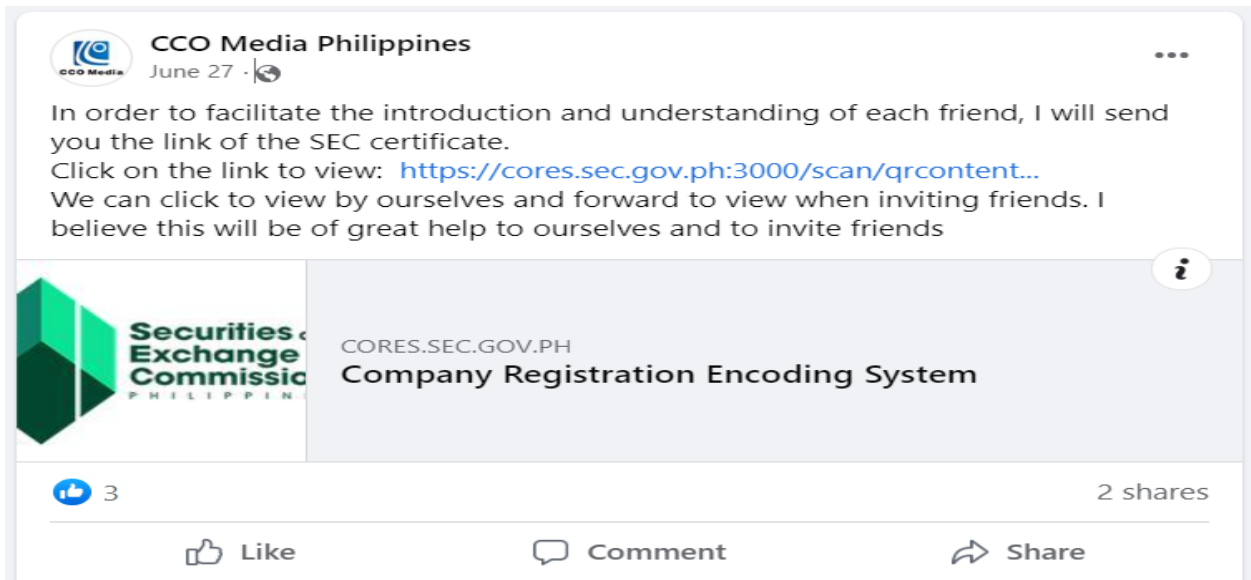 CCO Media Philippines
CCO Media
June 27 ·
In order to facilitate the introduction and understanding of each friend, I will send
you the link of the SEC certificate.
Click on the link to view: https://cores.sec.gov.ph:3000/scan/qrcontent...
We can click to view by ourselves and forward to view when inviting friends. I
believe this will be of great help to ourselves and to invite friends
i
Securities
Exchange
Commissio
PHILIPPIN
CORES.SEC.GOV.PH
Company Registration Encoding System
3
2 shares
Like Comment Share